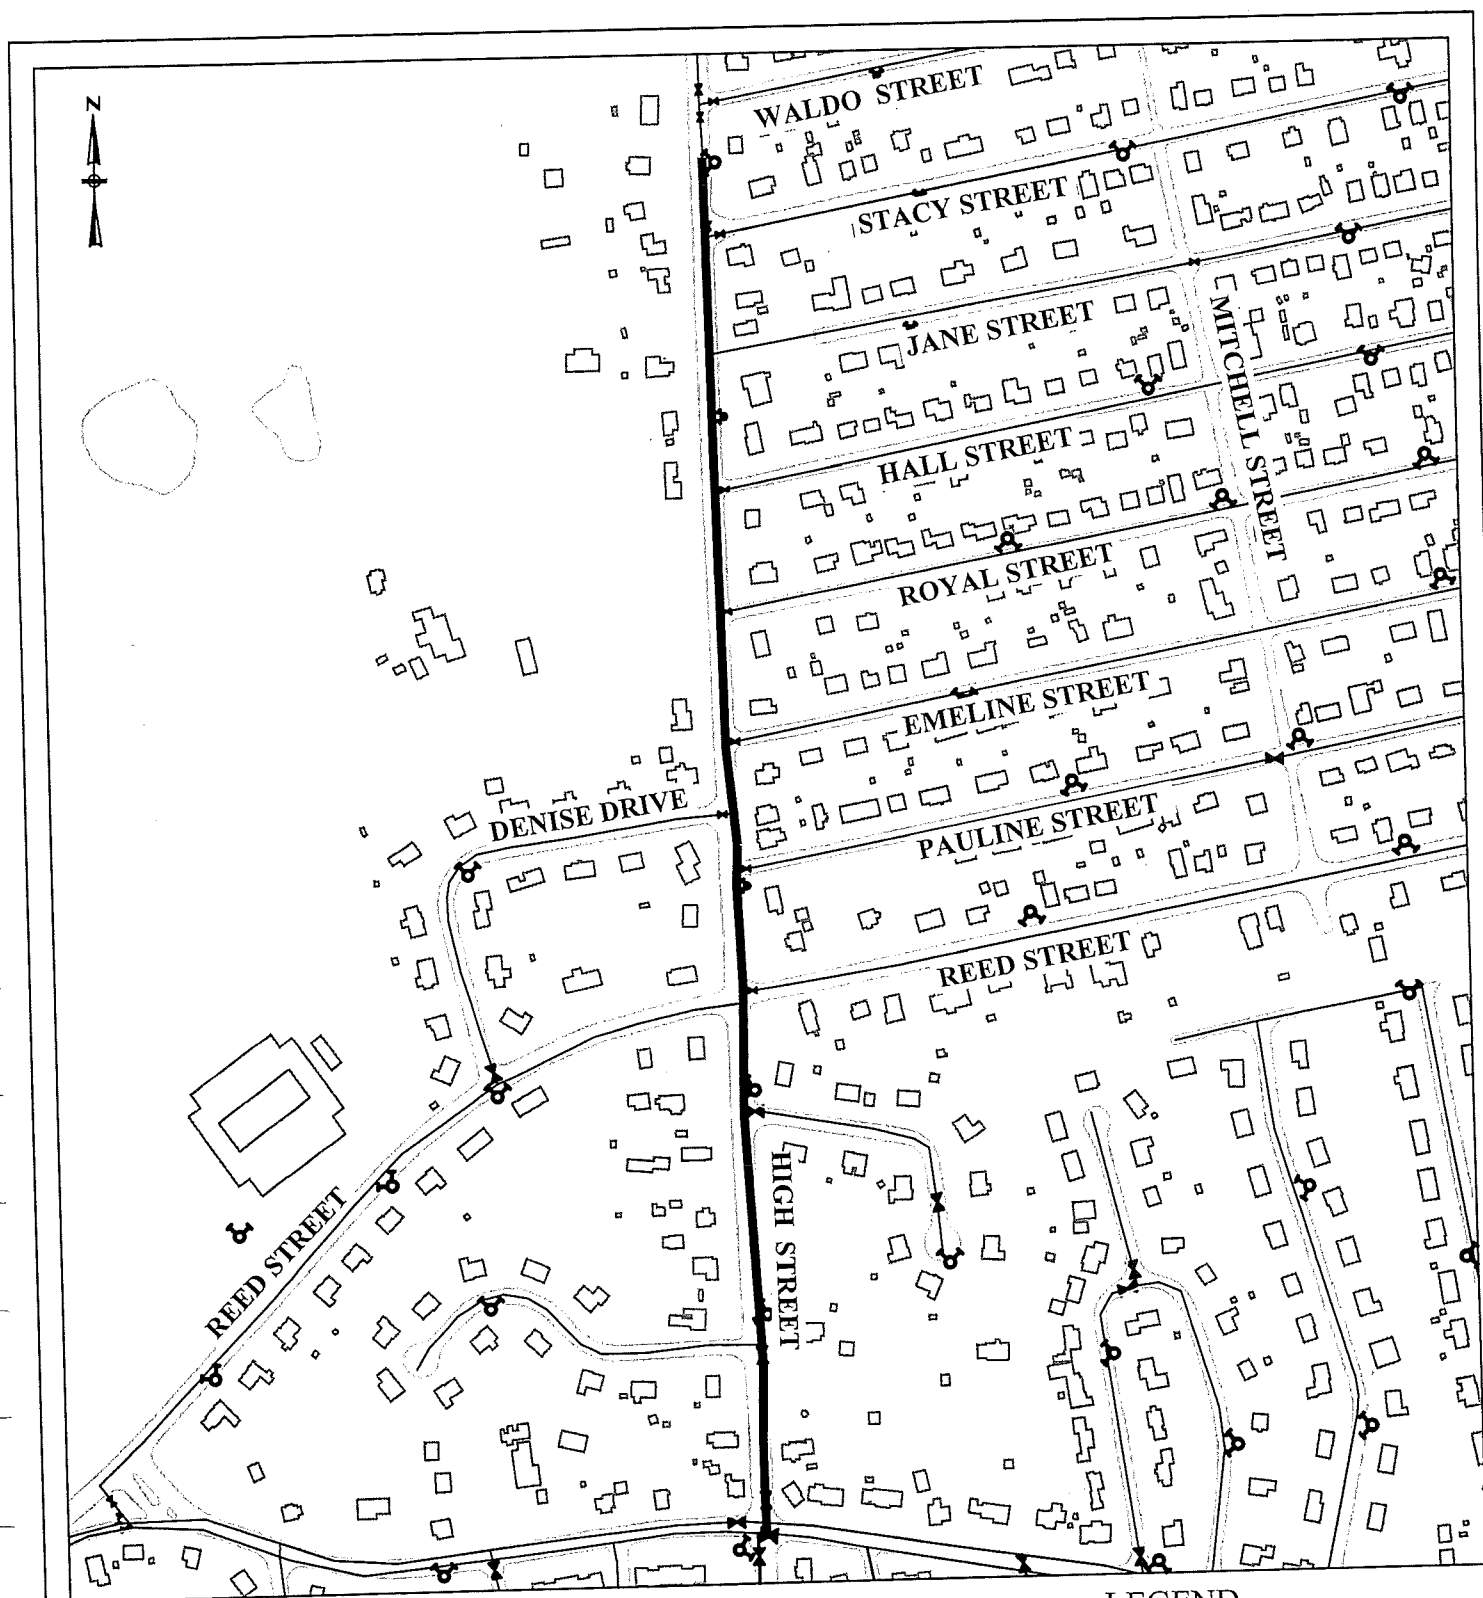 N
WALDO STREET
STACY STREET
JANE STREET
MITCHELL STREET
HALL STREET
ROYAL STREET
EMELINE STREET
DENISE DRIVE
PAULINE STREET
REED STREET
HIGH STREET
REED STREET
LEGEND